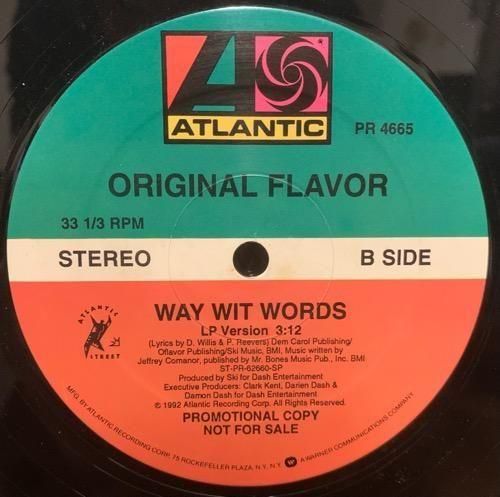 ATLANTIC
PR 4665
ORIGINAL FLAVOR
33 1/3 RPM
STEREO
B SIDE
WAY WIT WORDS
LP Version 3:12
(Lyrics by D. Willis & P. Reevers) Dem Carol Publishing/
Oflavor Publishing/Ski Music, BMI, Music written by
Jeffrey Comanor, published by Mr. Bones Music Pub., Inc. BMI
ST-PR-62660-SP
Produced by Ski for Dash Entertainment
Executive Producers: Clark Kent, Darien Dash &
Damon Dash for Dash Entertainment
© 1992 Atlantic Recording Corp. All Rights Reserved.
PROMOTIONAL COPY
NOT FOR SALE
ATLANTIC
STREET
MFG. BY ATLANTIC RECORDING CORP., 75 ROCKEFELLER PLAZA, N.Y., N.Y. A WARNER COMMUNICATIONS COMPANY